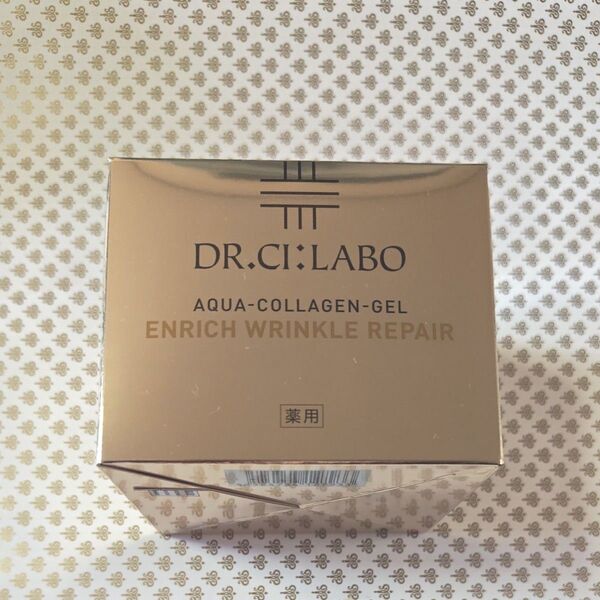 DR.CI:LABO
AQUA-COLLAGEN-GEL
ENRICH WRINKLE REPAIR
薬用